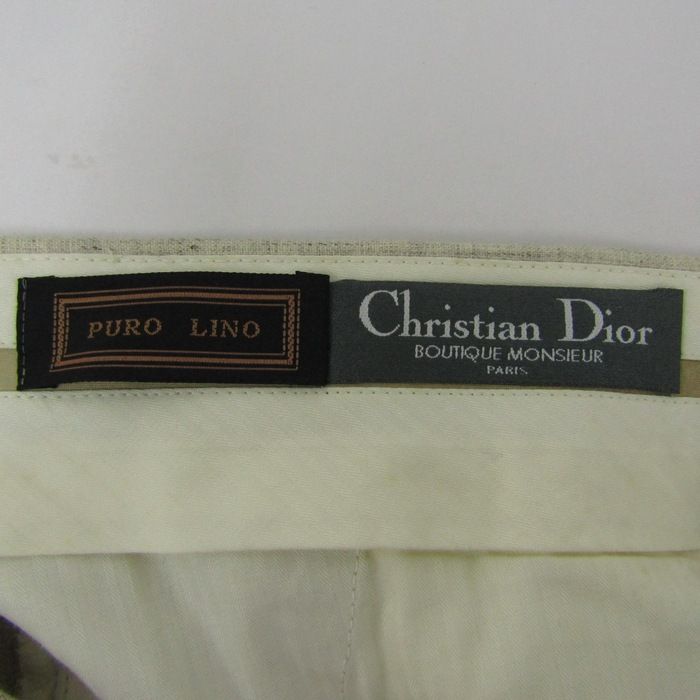 PURO LINO
Christian Dior
BOUTIQUE MONSIEUR
PARIS